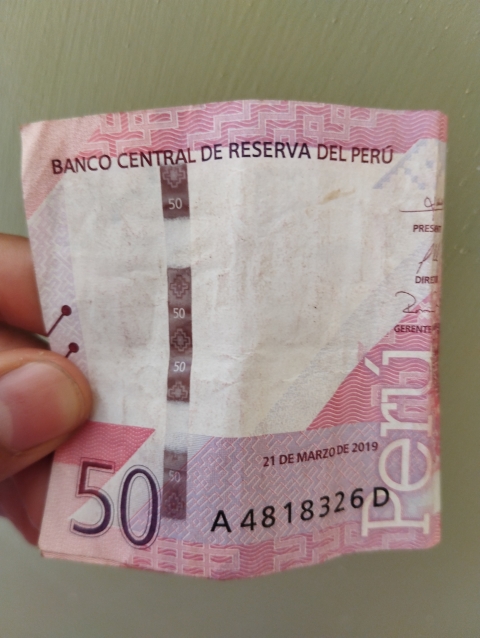 BANCO CENTRAL DE RESERVA DEL PERÚ
50
50
50
50
21 DE MARZO DE 2019
50
A 4818326 D
Perú